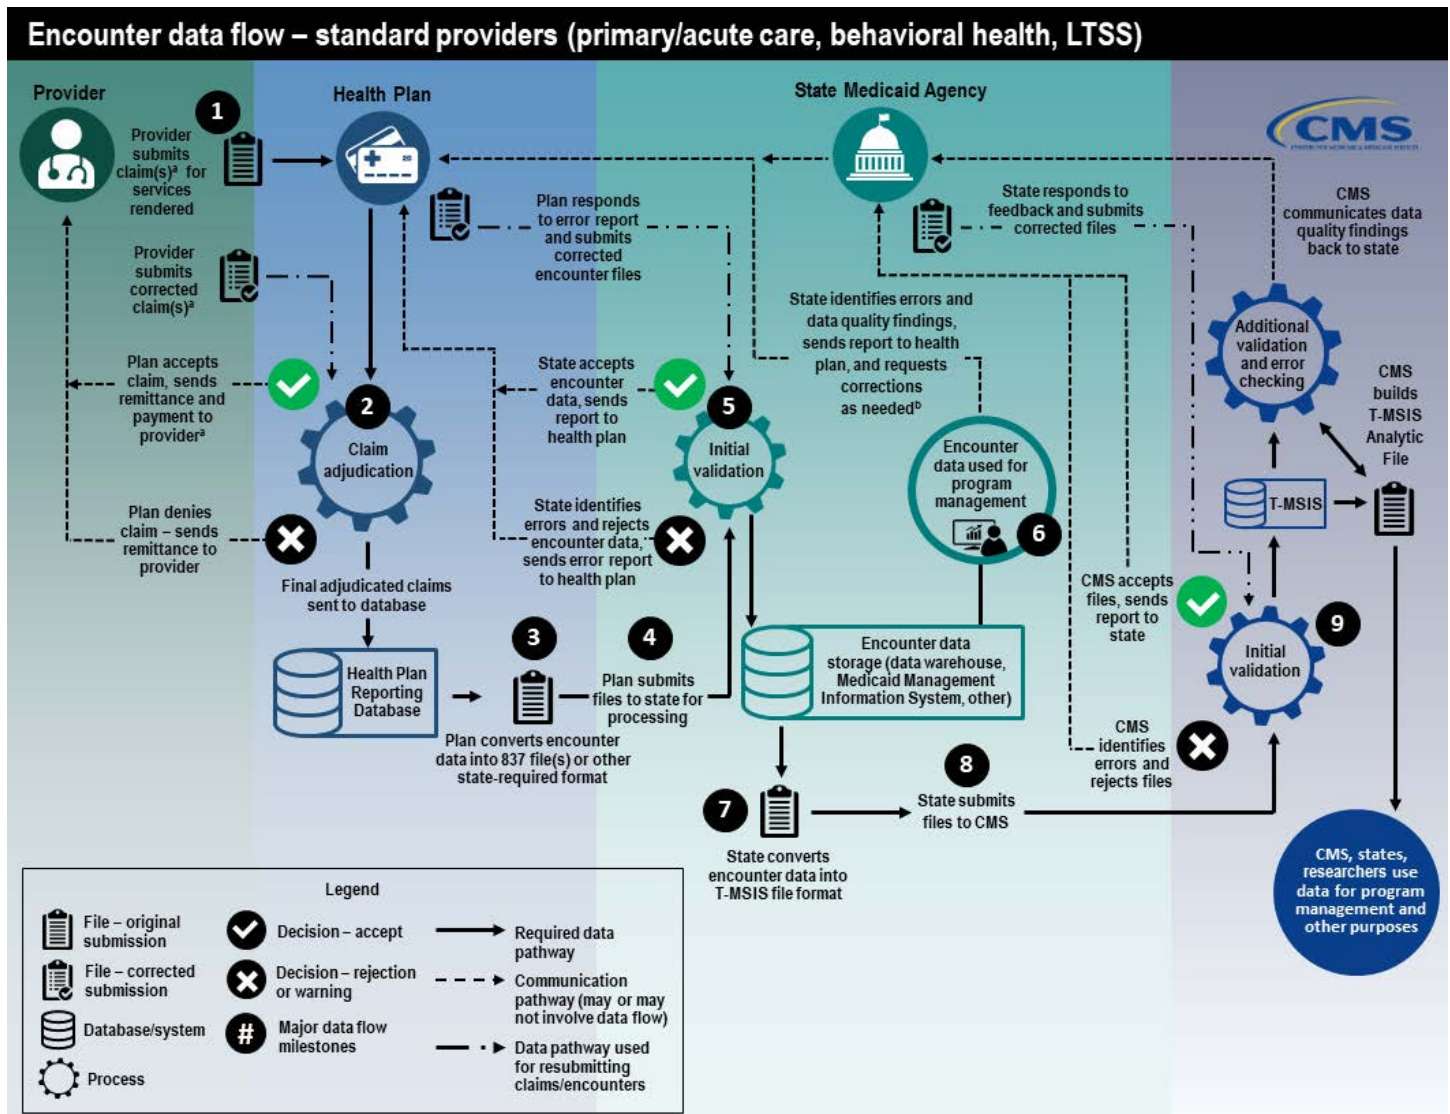 Encounter data flow – standard providers (primary/acute care, behavioral health, LTSS)
Provider
1
Provider
submits
claim(s)ᵃ for
services
rendered
Provider
submits
corrected
claim(s)ᵃ
Plan accepts
claim, sends
remittance and
payment to
providerᵃ
Plan denies
claim – sends
remittance to
provider
Health Plan
2
Claim
adjudication
Final adjudicated claims
sent to database
Health Plan
Reporting
Database
3
Plan converts encounter
data into 837 file(s) or other
state-required format
4
Plan submits
files to state for
processing
Plan responds
to error report
and submits
corrected
encounter files
State accepts
encounter
data, sends
report to
health plan
State identifies
errors and rejects
encounter data,
sends error report
to health plan
State Medicaid Agency
5
Initial
validation
State identifies errors and
data quality findings,
sends report to health
plan, and requests
corrections
as neededᵇ
Encounter
data used for
program
management
6
Encounter data
storage (data warehouse,
Medicaid Management
Information System, other)
7
State converts
encounter data into
T-MSIS file format
8
State submits
files to CMS
State responds to
feedback and submits
corrected files
CMS accepts
files, sends
report to
state
CMS
identifies
errors and
rejects files
CMS
CENTERS FOR MEDICARE & MEDICAID SERVICES
CMS
communicates data
quality findings
back to state
Additional
validation
and error
checking
CMS
builds
T-MSIS
Analytic
File
T-MSIS
9
Initial
validation
CMS, states,
researchers use
data for program
management and
other purposes
Legend
File – original
submission
File – corrected
submission
Database/system
Process
Decision – accept
Decision – rejection
or warning
#
Major data flow
milestones
Required data
pathway
Communication
pathway (may or may
not involve data flow)
Data pathway used
for resubmitting
claims/encounters